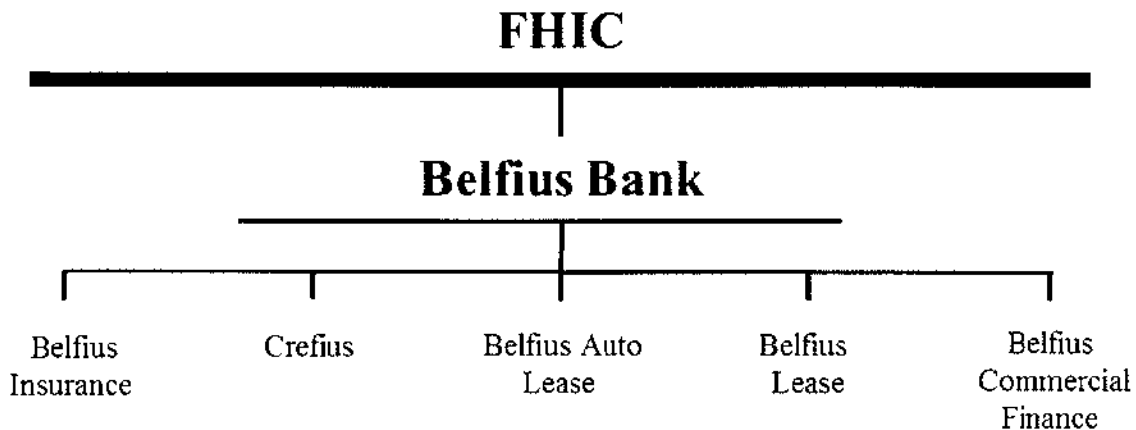 FHIC
Belfius Bank
Belfius
Insurance
Crefius
Belfius Auto
Lease
Belfius
Lease
Belfius
Commercial
Finance